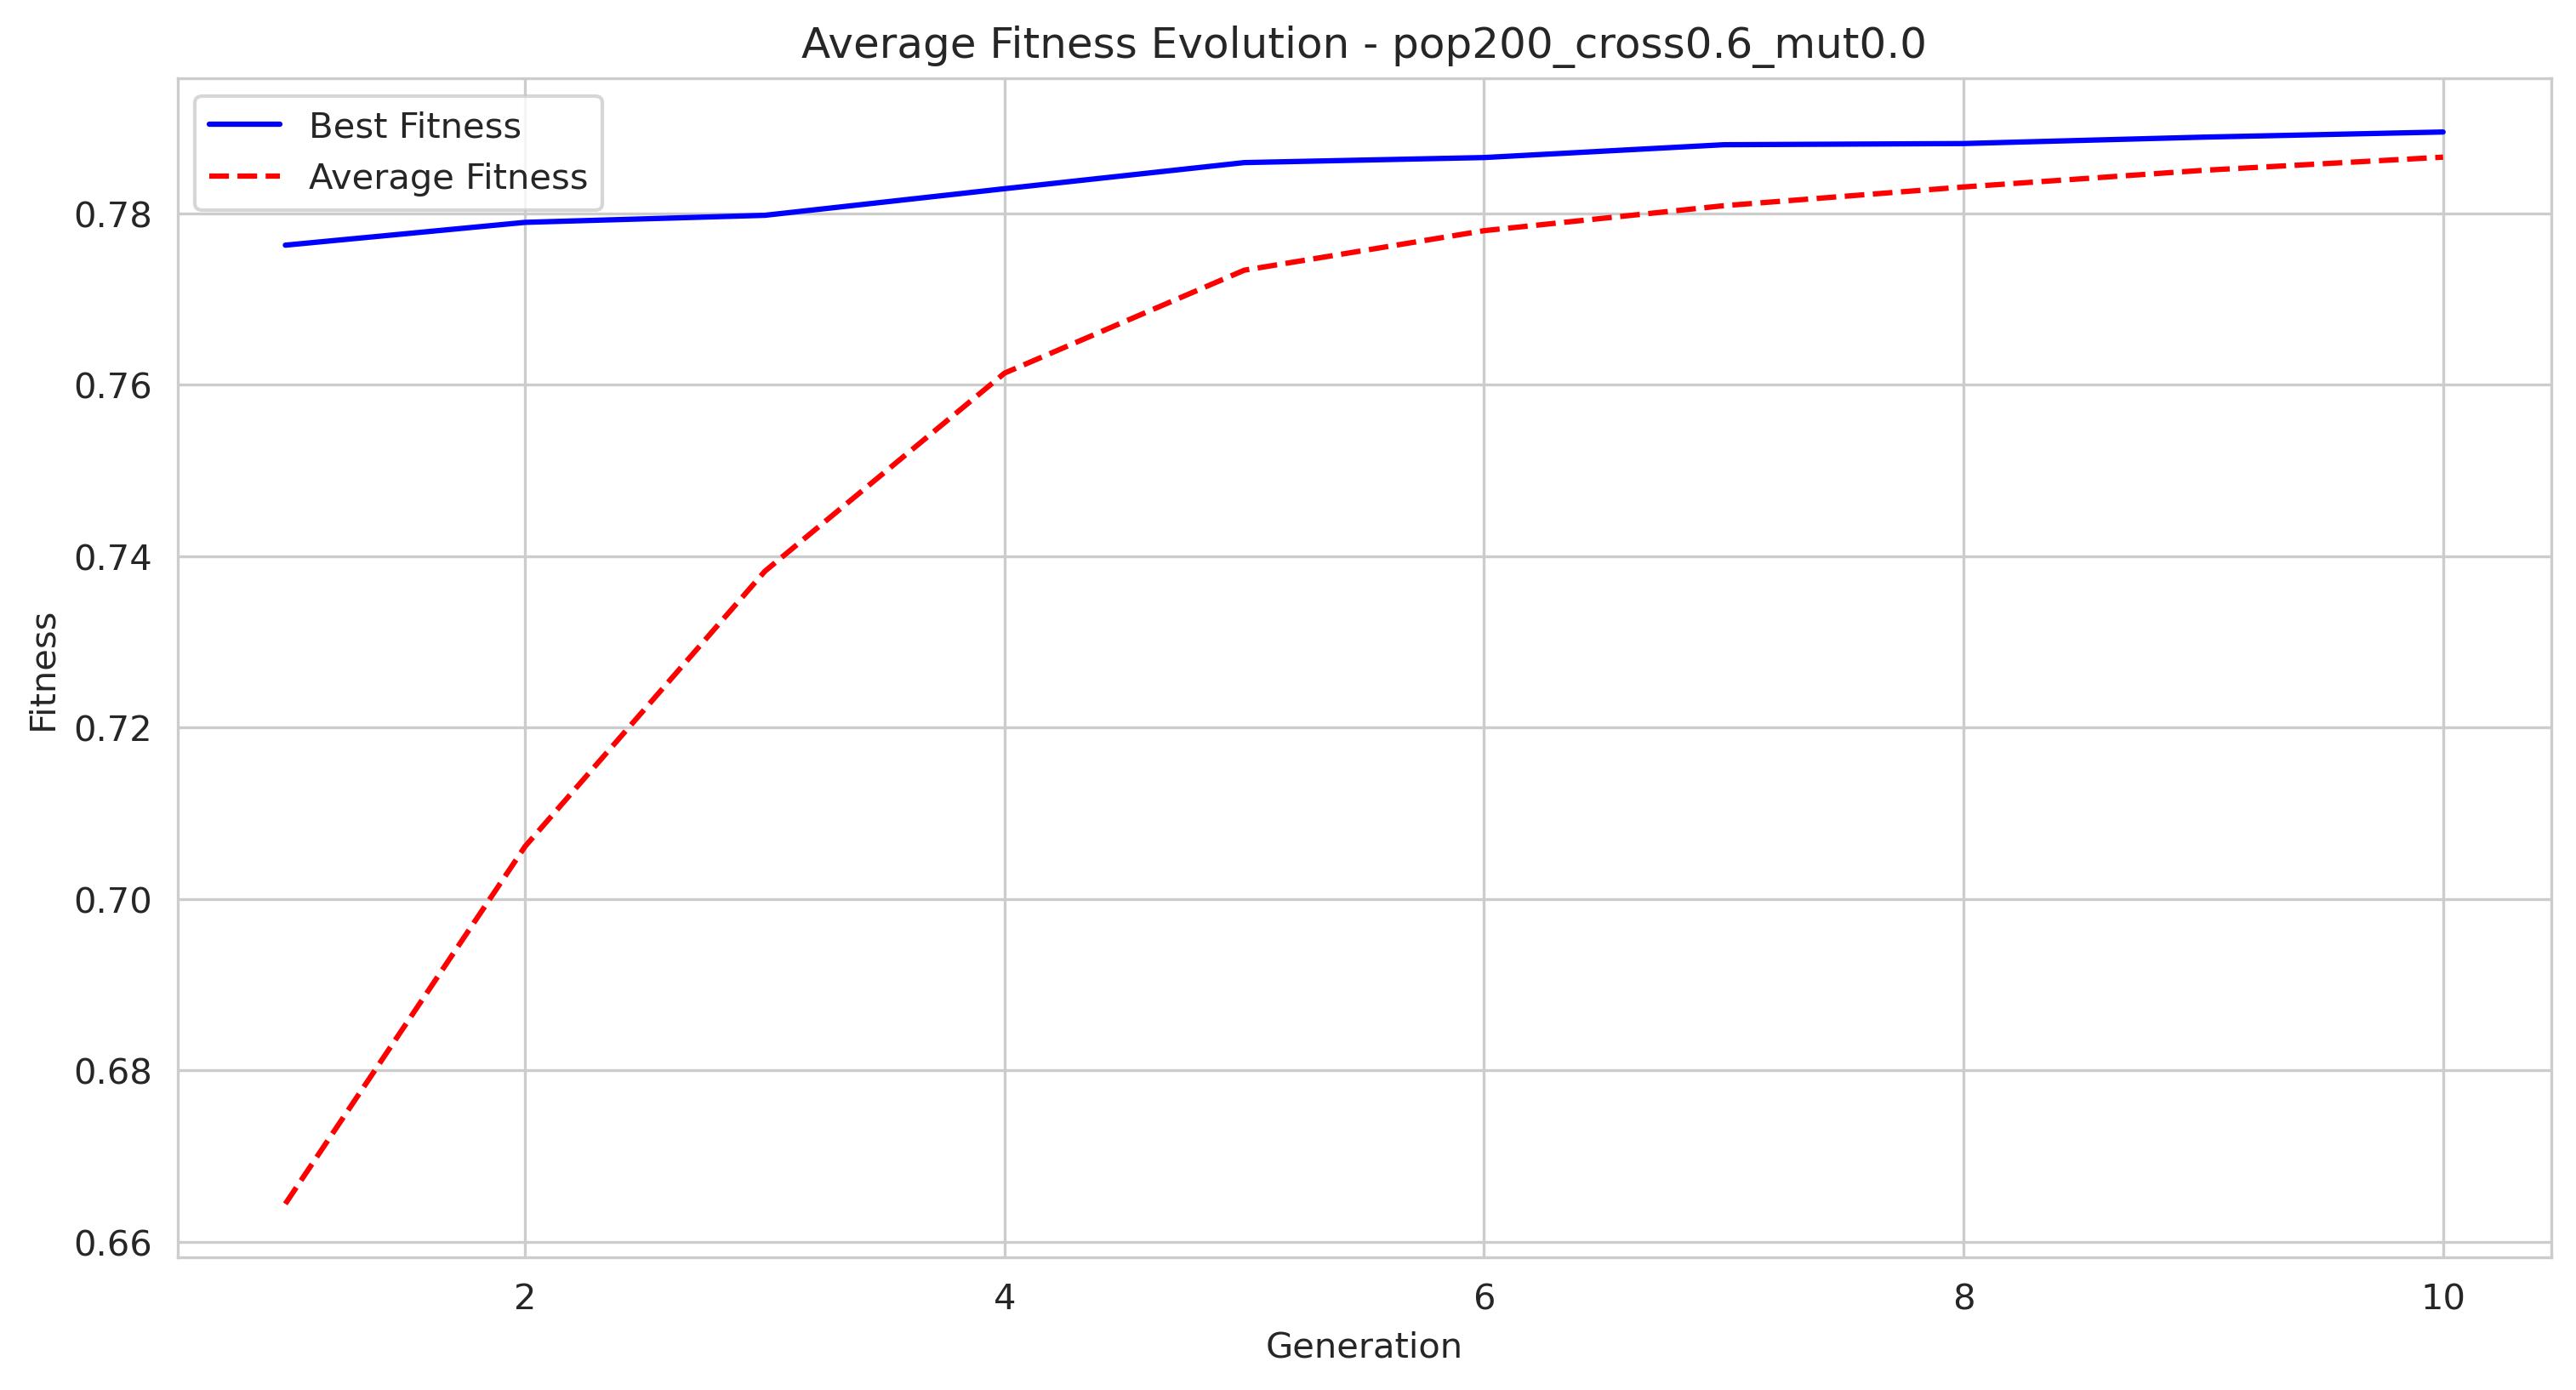 Average Fitness Evolution - pop200_cross0.6_mut0.0
Best Fitness
Average Fitness
0.78
0.76
0.74
0.72
0.70
0.68
0.66
Fitness
2 4 6 8 10
Generation